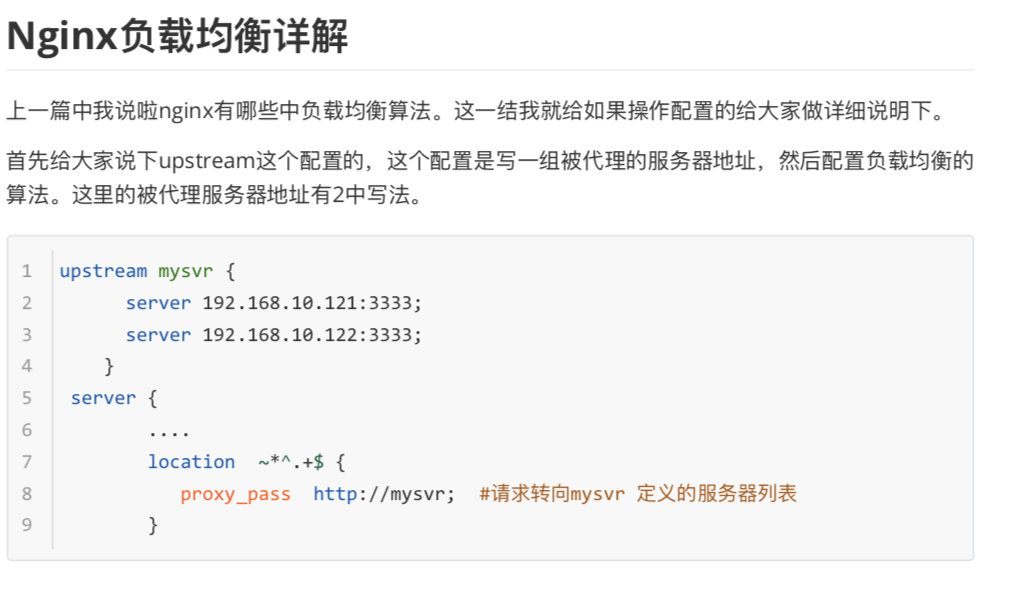 Nginx负载均衡详解
上一篇中我说啦nginx有哪些中负载均衡算法。这一结我就给如果操作配置的给大家做详细说明下。
首先给大家说下upstream这个配置的，这个配置是写一组被代理的服务器地址，然后配置负载均衡的
算法。这里的被代理服务器地址有2中写法。
1 upstream mysvr {
2 server 192.168.10.121:3333;
3 server 192.168.10.122:3333;
4 }
5 server {
6 ....
7 location ~*^.+$ {
8 proxy_pass http://mysvr; #请求转向mysvr 定义的服务器列表
9 }